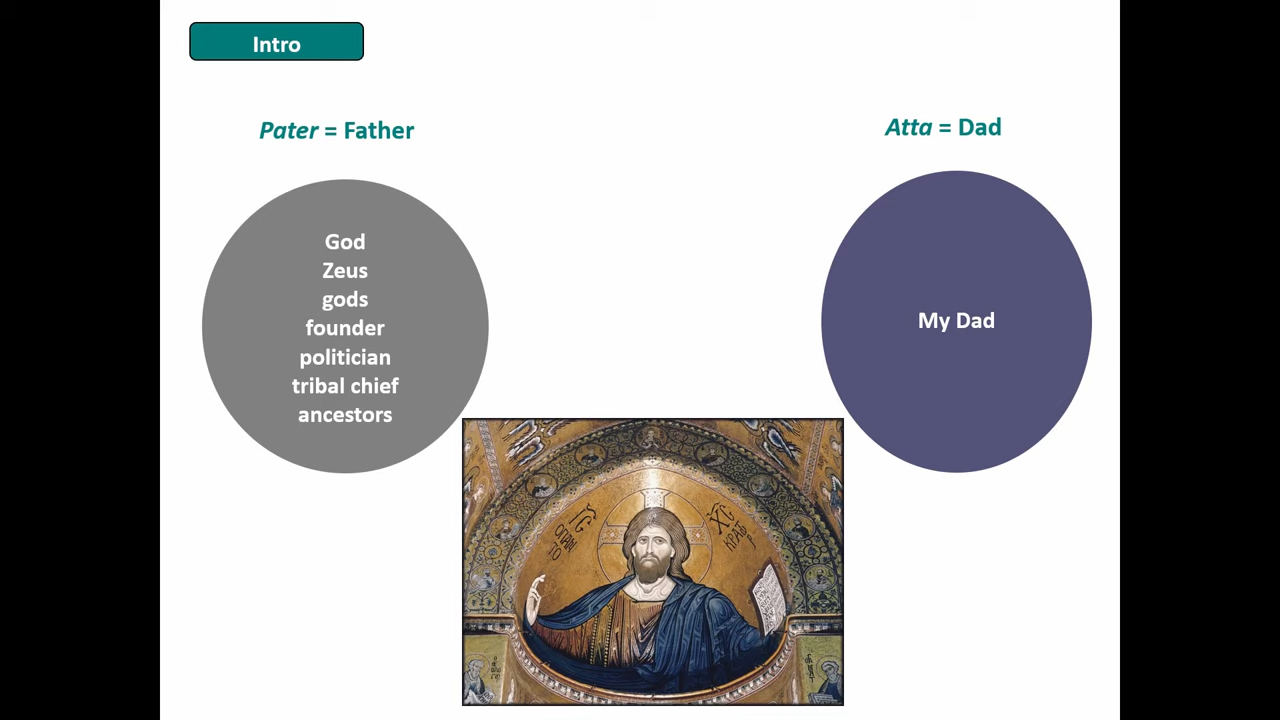 Intro
Pater = Father
Atta = Dad
God
Zeus
gods
founder
politician
tribal chief
ancestors
My Dad